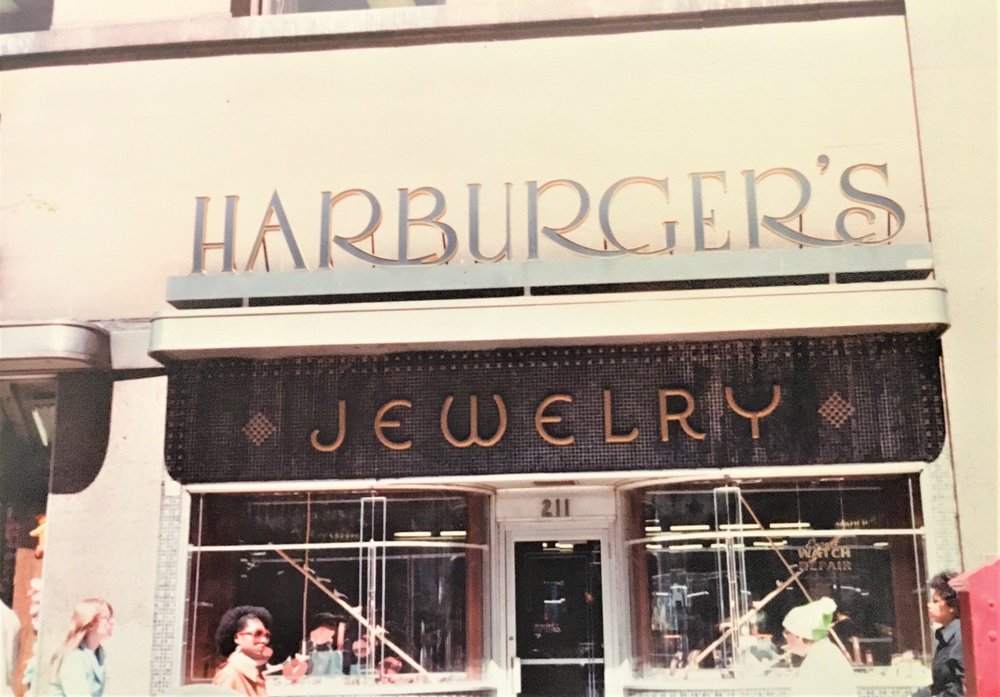 HARBURGER'S
JEWELRY
211
WATCH
REPAIR